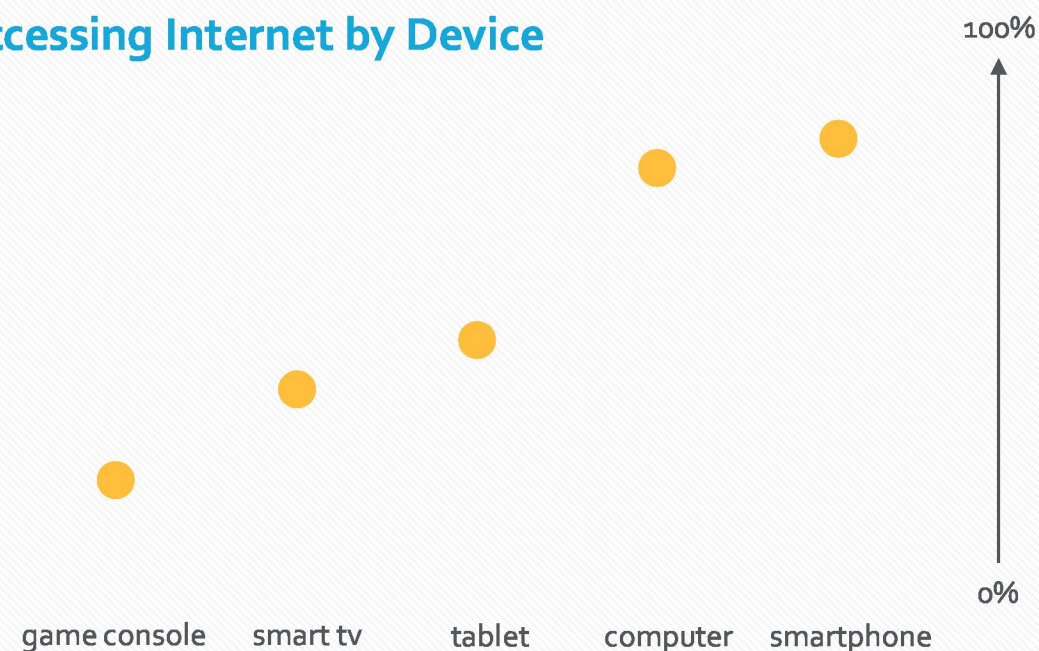 ccessing Internet by Device
100%
0%
game console smart tv tablet computer smartphone